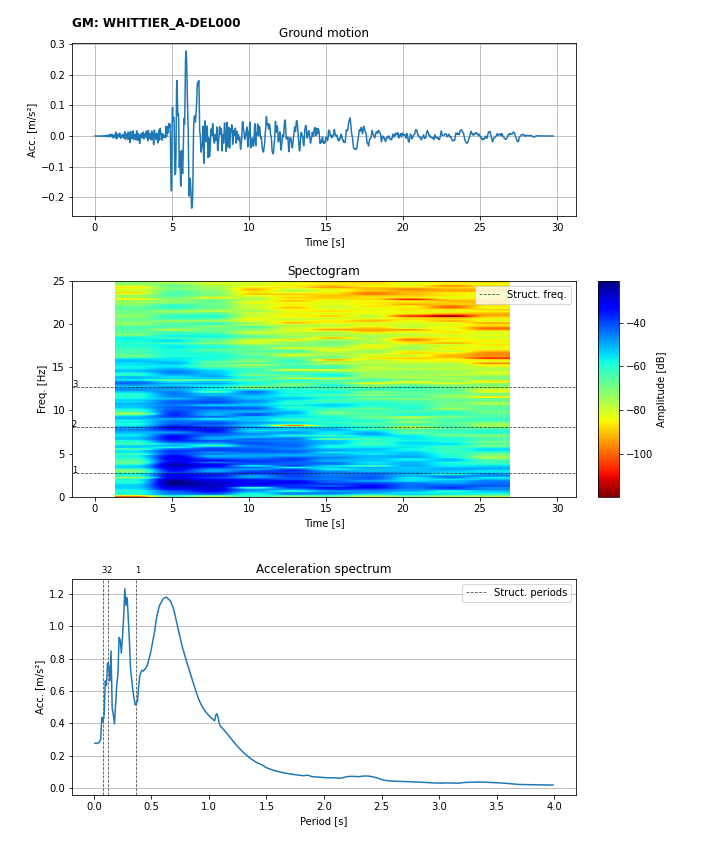 GM: WHITTIER_A-DEL000
Ground motion
0.3
0.2
0.1
0.0
−0.1
−0.2
Acc. [m/s²]
0 5 10 15 20 25 30
Time [s]
Spectogram
Struct. freq.
25
20
15
10
5
0
3
2
1
Freq. [Hz]
0 5 10 15 20 25 30
Time [s]
−40
−60
−80
−100
Amplitude [dB]
3 2 1
Acceleration spectrum
Struct. periods
1.2
1.0
0.8
0.6
0.4
0.2
0.0
Acc. [m/s²]
0.0 0.5 1.0 1.5 2.0 2.5 3.0 3.5 4.0
Period [s]